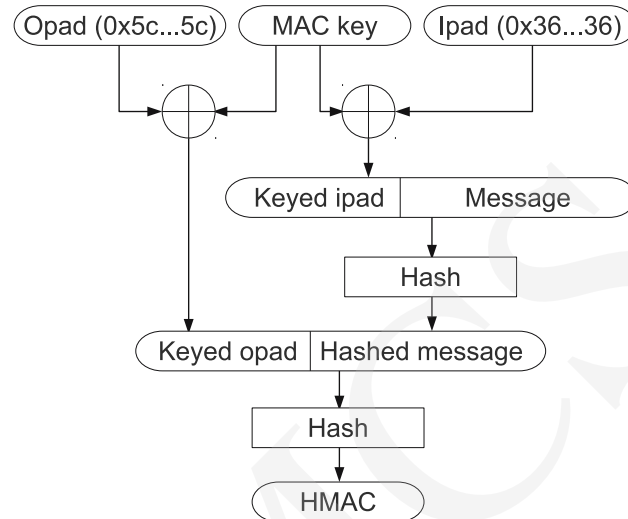 Opad (0x5c...5c) MAC key Ipad (0x36...36)
Keyed ipad Message
Hash
Keyed opad Hashed message
Hash
HMAC